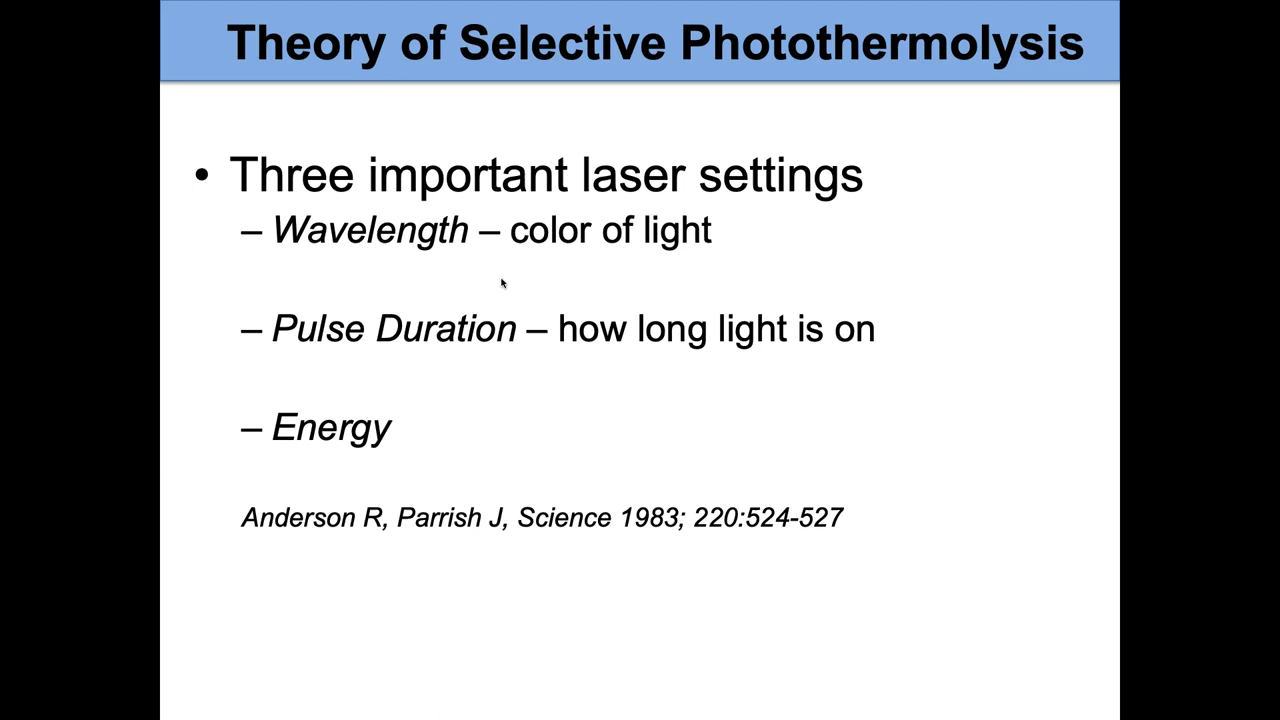 Theory of Selective Photothermolysis
• Three important laser settings
– Wavelength – color of light
– Pulse Duration – how long light is on
– Energy
Anderson R, Parrish J, Science 1983; 220:524-527